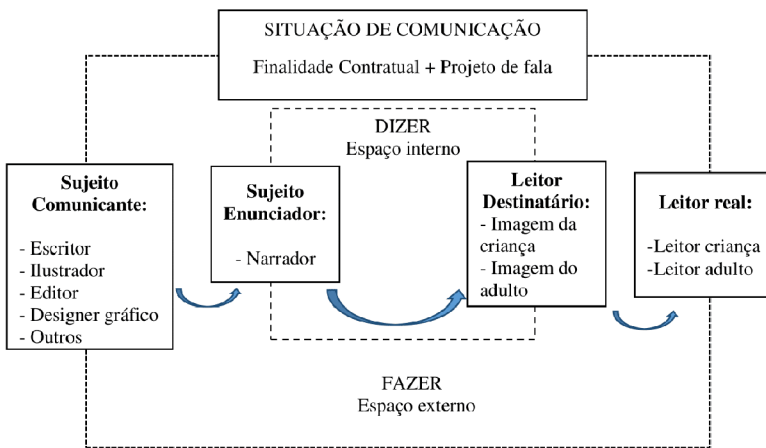 SITUAÇÃO DE COMUNICAÇÃO
Finalidade Contratual + Projeto de fala
DIZER
Espaço interno
Sujeito
Comunicante:
- Escritor
- Ilustrador
- Editor
- Designer gráfico
- Outros
Sujeito
Enunciador:
- Narrador
Leitor
Destinatário:
- Imagem da
criança
- Imagem do
adulto
Leitor real:
-Leitor criança
-Leitor adulto
FAZER
Espaço externo